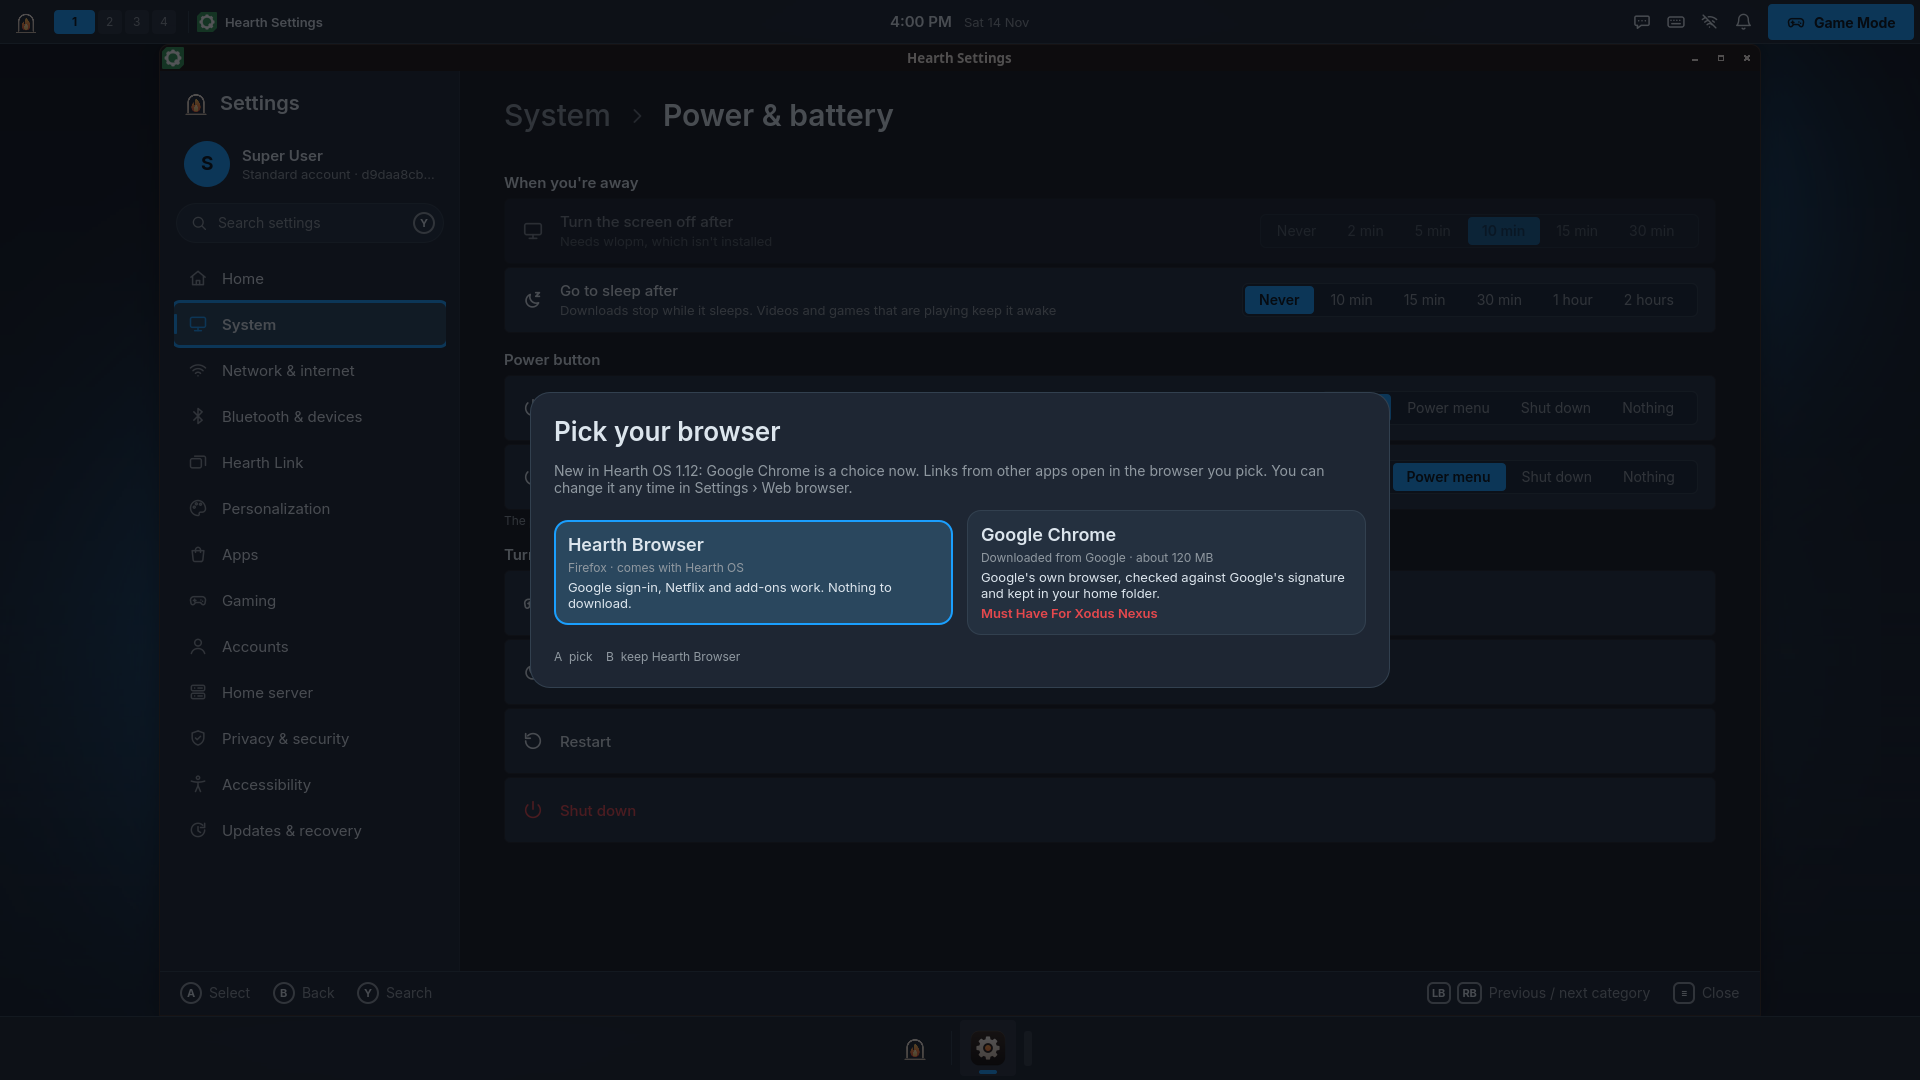 1 2 3 4 Hearth Settings 4:00 PM Sat 14 Nov Game Mode
Hearth Settings
Settings
S Super User
Standard account · d9daa8cb...
Search settings Y
Home
System
Network & internet
Bluetooth & devices
Hearth Link
Personalization
Apps
Gaming
Accounts
Home server
Privacy & security
Accessibility
Updates & recovery
System › Power & battery
When you're away
Turn the screen off after
Needs wlopm, which isn't installed
Never 2 min 5 min 10 min 15 min 30 min
Go to sleep after
Downloads stop while it sleeps. Videos and games that are playing keep it awake
Never 10 min 15 min 30 min 1 hour 2 hours
Power button
Power menu Shut down Nothing
Power menu Shut down Nothing
The
Pick your browser
New in Hearth OS 1.12: Google Chrome is a choice now. Links from other apps open in the browser you pick. You can
change it any time in Settings › Web browser.
Hearth Browser
Firefox · comes with Hearth OS
Google sign-in, Netflix and add-ons work. Nothing to
download.
Google Chrome
Downloaded from Google · about 120 MB
Google's own browser, checked against Google's signature
and kept in your home folder.
Must Have For Xodus Nexus
A pick B keep Hearth Browser
Restart
Shut down
A Select B Back Y Search
LB RB Previous / next category ≡ Close